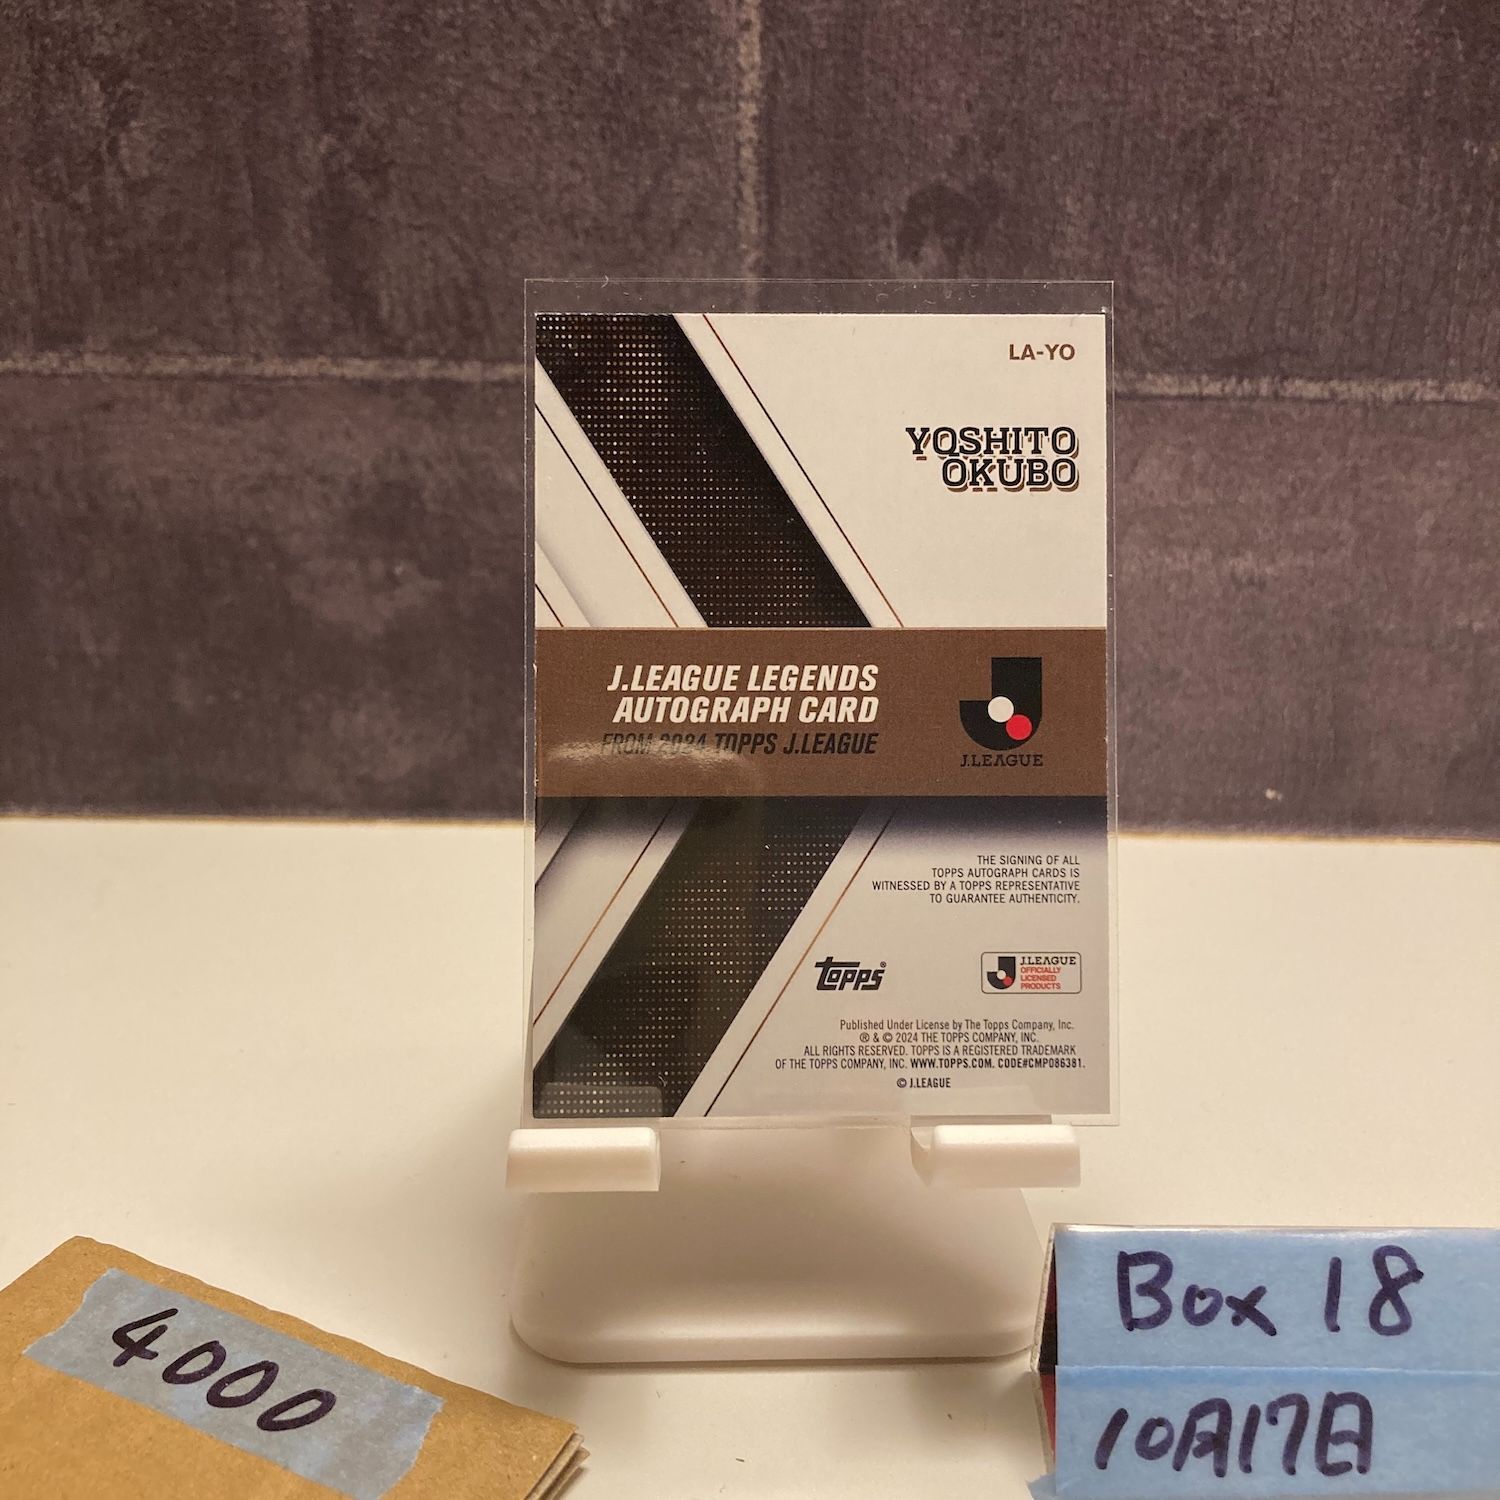 LA-YO
YOSHITO
OKUBO
J.LEAGUE LEGENDS
AUTOGRAPH CARD
FROM 2024 TOPPS J.LEAGUE
J.LEAGUE
THE SIGNING OF ALL
TOPPS AUTOGRAPH CARDS IS
WITNESSED BY A TOPPS REPRESENTATIVE
TO GUARANTEE AUTHENTICITY.
topps®
J.LEAGUE
OFFICIALLY
LICENSED
PRODUCTS
Published Under License by The Topps Company, Inc.
® & © 2024 THE TOPPS COMPANY, INC.
ALL RIGHTS RESERVED. TOPPS IS A REGISTERED TRADEMARK
OF THE TOPPS COMPANY, INC. WWW.TOPPS.COM. CODE#CMP086381.
© J.LEAGUE
4000
Box 18
10月17日